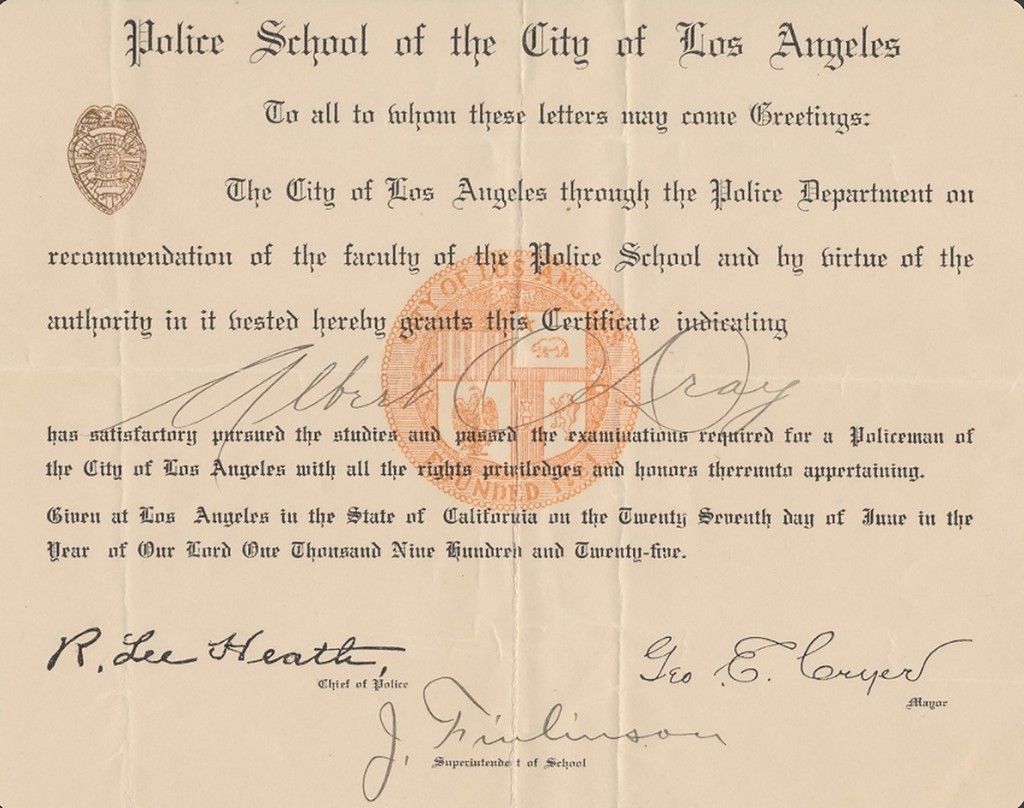 Police School of the City of Los Angeles
To all to whom these letters may come Greetings:
The City of Los Angeles through the Police Department on
recommendation of the faculty of the Police School and by virtue of the
authority in it vested hereby grants this Certificate indicating
Albert C. Gray
has satisfactory pursued the studies and passed the examinations required for a Policeman of
the City of Los Angeles with all the rights priviledges and honors thereunto appertaining.
Given at Los Angeles in the State of California on the Twenty Seventh day of June in the
Year of Our Lord One Thousand Nine Hundred and Twenty-five.
CITY OF LOS ANGELES
FOUNDED
R. Lee Heath,
Chief of Police
Geo E. Cryer
Mayor
J. Finlinson
Superintendent of School